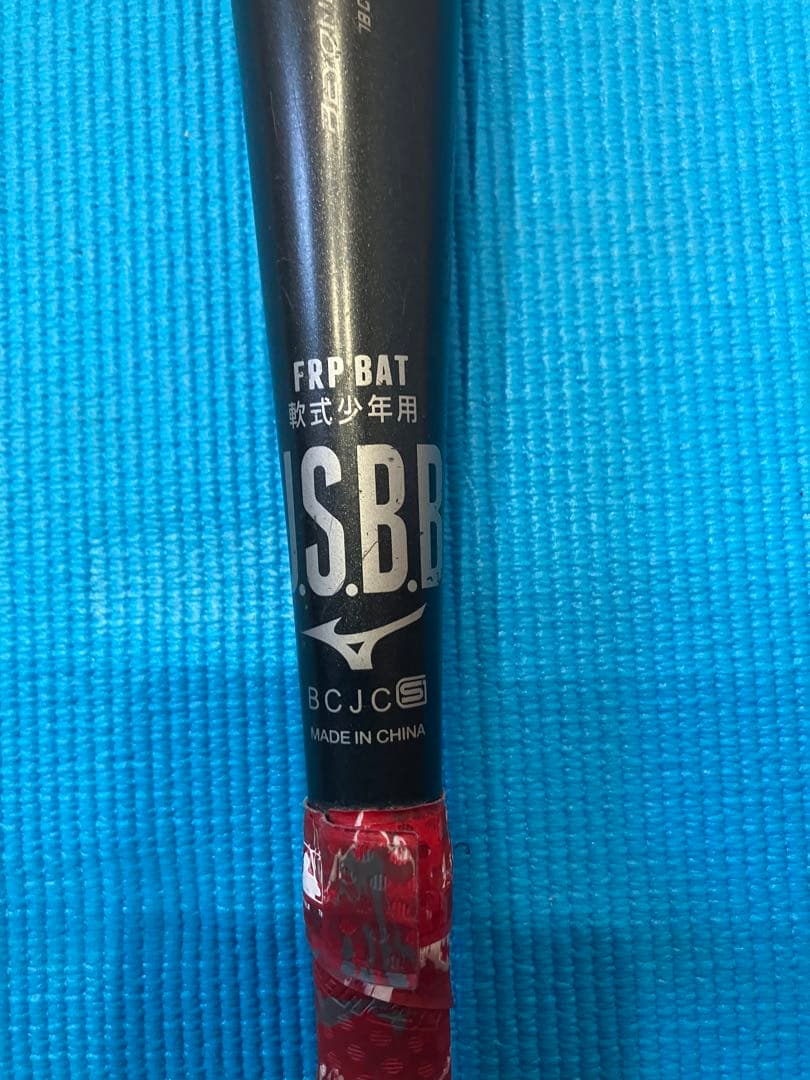 FRP BAT
軟式少年用
J.S.B.B
BCJC S
MADE IN CHINA